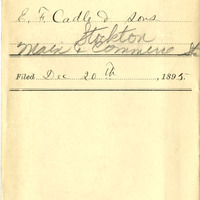 E. F. Cadle & Sons
Stockton
Main & Commerce St
Filed Dec 20th, 1895.